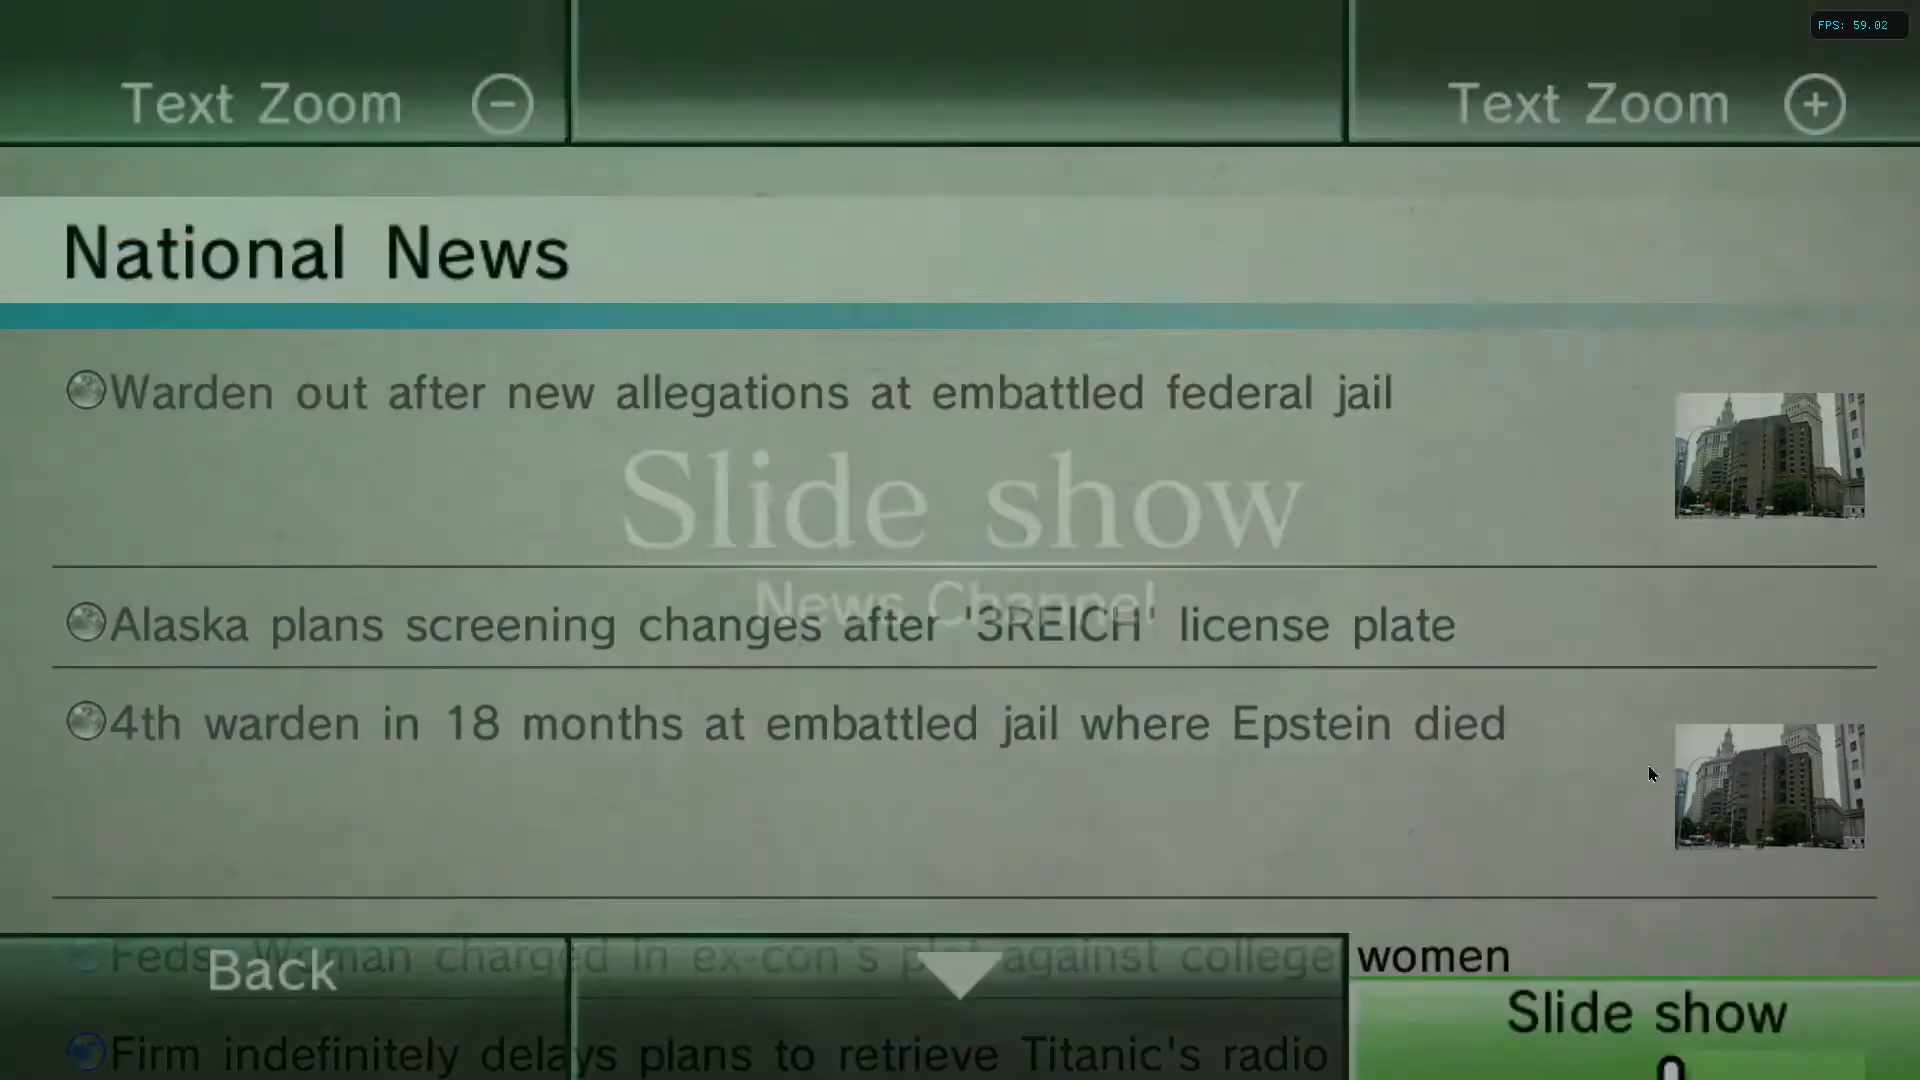 FPS: 59.02
Text Zoom −
Text Zoom +
National News
Warden out after new allegations at embattled federal jail
Slide show
News Channel
Alaska plans screening changes after '3REICH' license plate
4th warden in 18 months at embattled jail where Epstein died
Feds: Woman charged in ex-con's plot against college women
Back
Slide show
Firm indefinitely delays plans to retrieve Titanic's radio